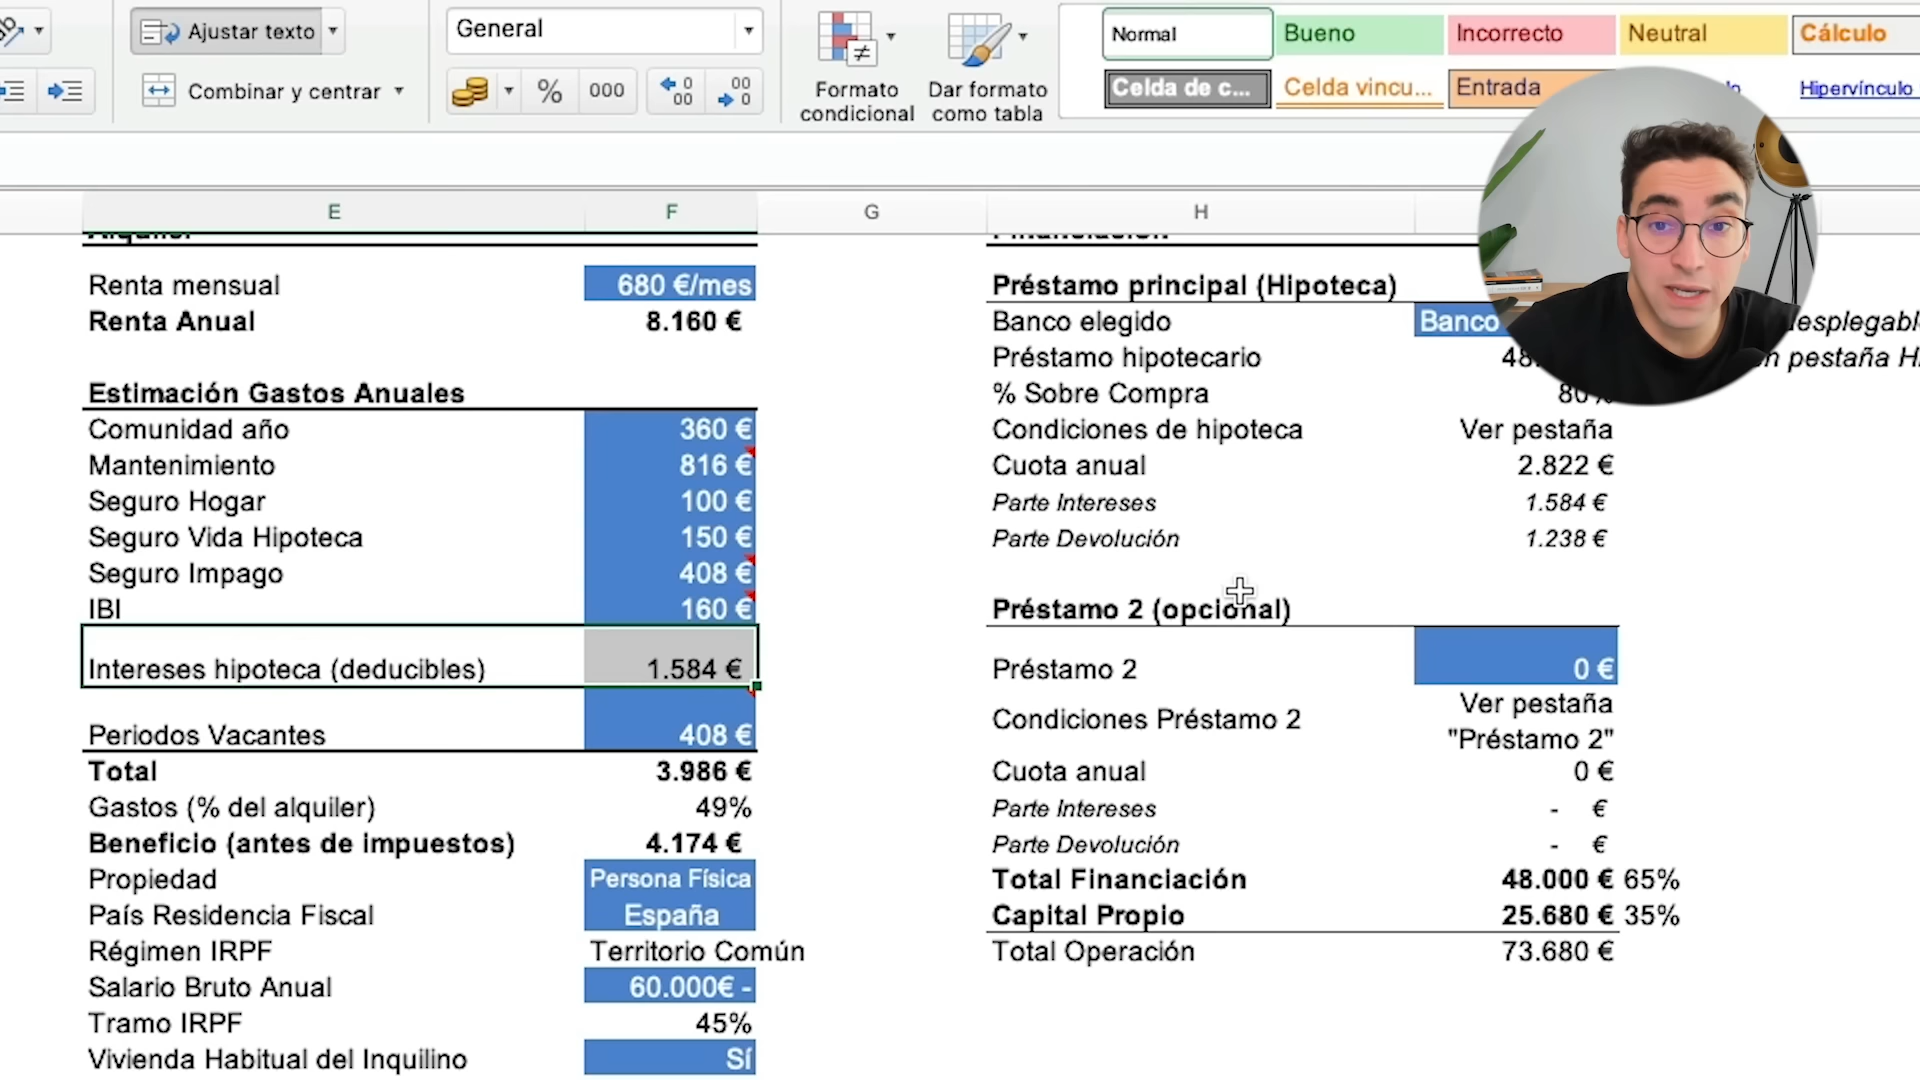 Ajustar texto
General
Combinar y centrar
%
000
Formato condicional
Dar formato como tabla
Normal
Bueno
Incorrecto
Neutral
Cálculo
Celda de c...
Celda vincu...
Entrada
Hipervínculo
E F G H
Alquiler
Renta mensual 680 €/mes
Renta Anual 8.160 €
Estimación Gastos Anuales
Comunidad año 360 €
Mantenimiento 816 €
Seguro Hogar 100 €
Seguro Vida Hipoteca 150 €
Seguro Impago 408 €
IBI 160 €
Intereses hipoteca (deducibles) 1.584 €
Periodos Vacantes 408 €
Total 3.986 €
Gastos (% del alquiler) 49%
Beneficio (antes de impuestos) 4.174 €
Propiedad Persona Física
País Residencia Fiscal España
Régimen IRPF Territorio Común
Salario Bruto Anual 60.000€ -
Tramo IRPF 45%
Vivienda Habitual del Inquilino Sí
Financiación
Préstamo principal (Hipoteca)
Banco elegido Banco
Préstamo hipotecario
% Sobre Compra 80%
Condiciones de hipoteca Ver pestaña
Cuota anual 2.822 €
Parte Intereses 1.584 €
Parte Devolución 1.238 €
Préstamo 2 (opcional)
Préstamo 2 0 €
Condiciones Préstamo 2 Ver pestaña "Préstamo 2"
Cuota anual 0 €
Parte Intereses - €
Parte Devolución - €
Total Financiación 48.000 € 65%
Capital Propio 25.680 € 35%
Total Operación 73.680 €
pestaña